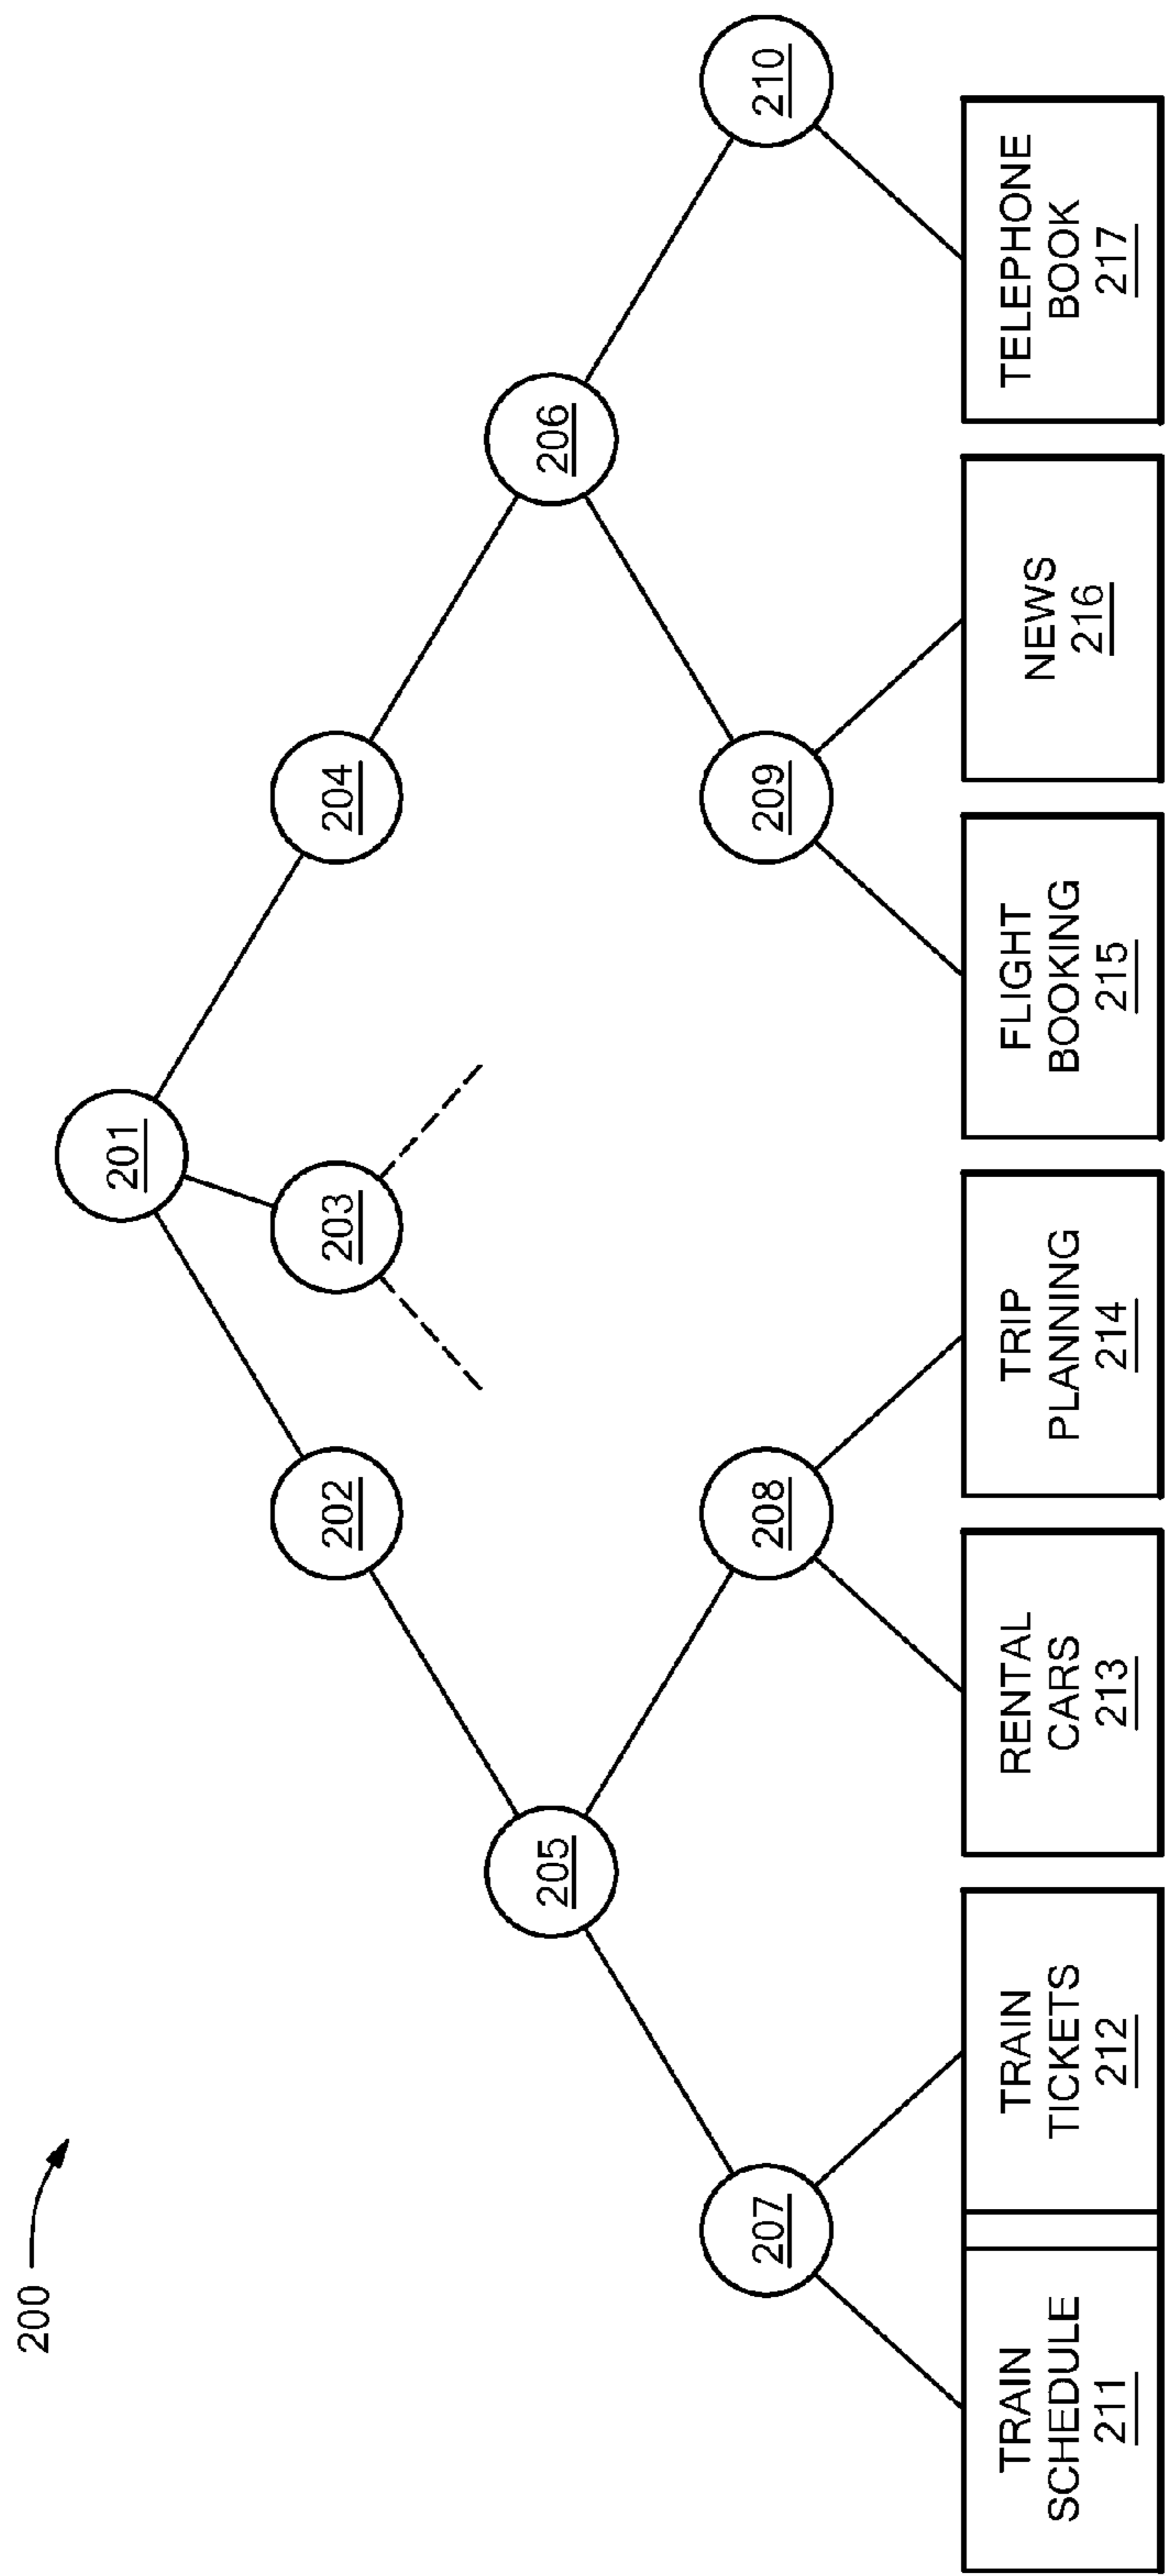 200
201
202
203
204
205
206
207
208
209
210
TRAIN
SCHEDULE
211
TRAIN
TICKETS
212
RENTAL
CARS
213
TRIP
PLANNING
214
FLIGHT
BOOKING
215
NEWS
216
TELEPHONE
BOOK
217